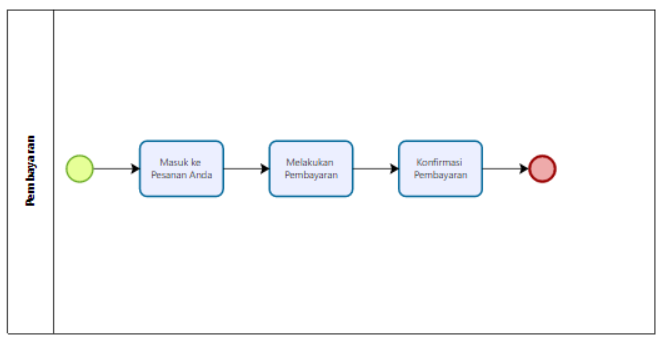 Pembayaran
Masuk ke
Pesanan Anda
Melakukan
Pembayaran
Konfirmasi
Pembayaran